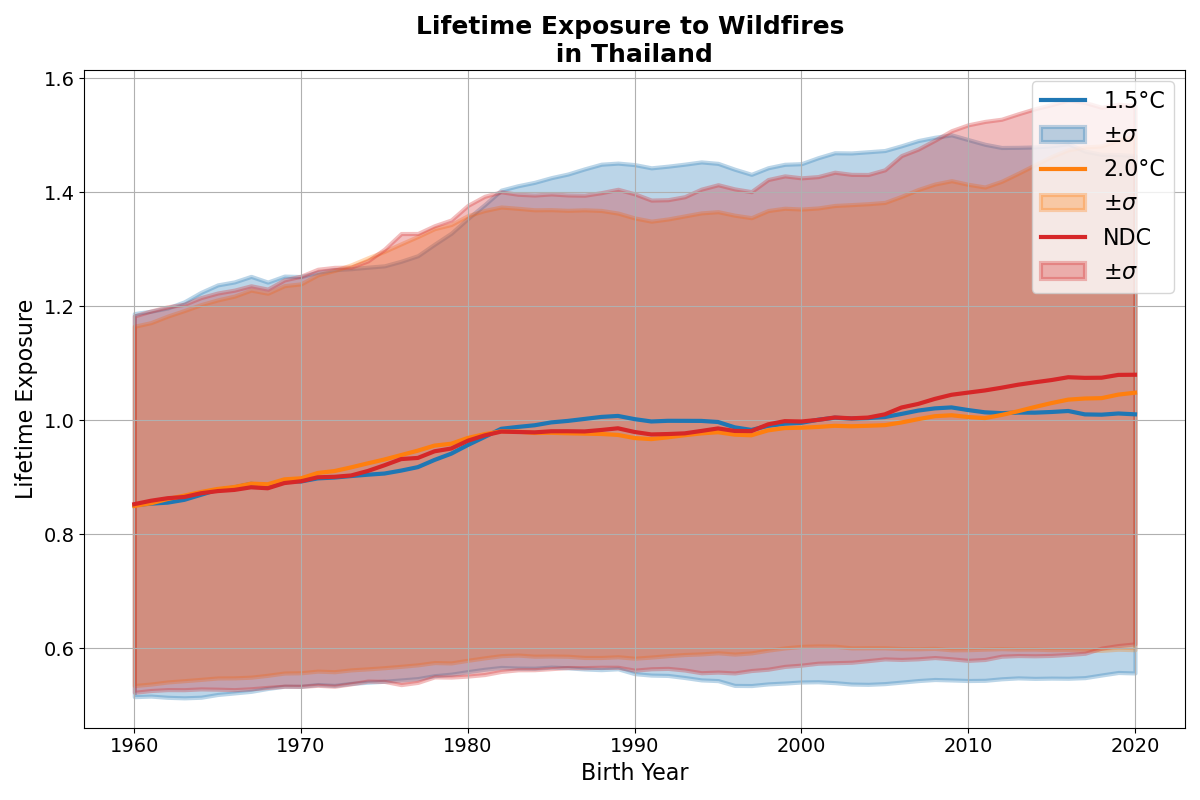 Lifetime Exposure to Wildfires
in Thailand
1.6
1.4
1.2
1.0
0.8
0.6
Lifetime Exposure
1.5°C
±σ
2.0°C
±σ
NDC
±σ
1960
1970
1980
1990
2000
2010
2020
Birth Year